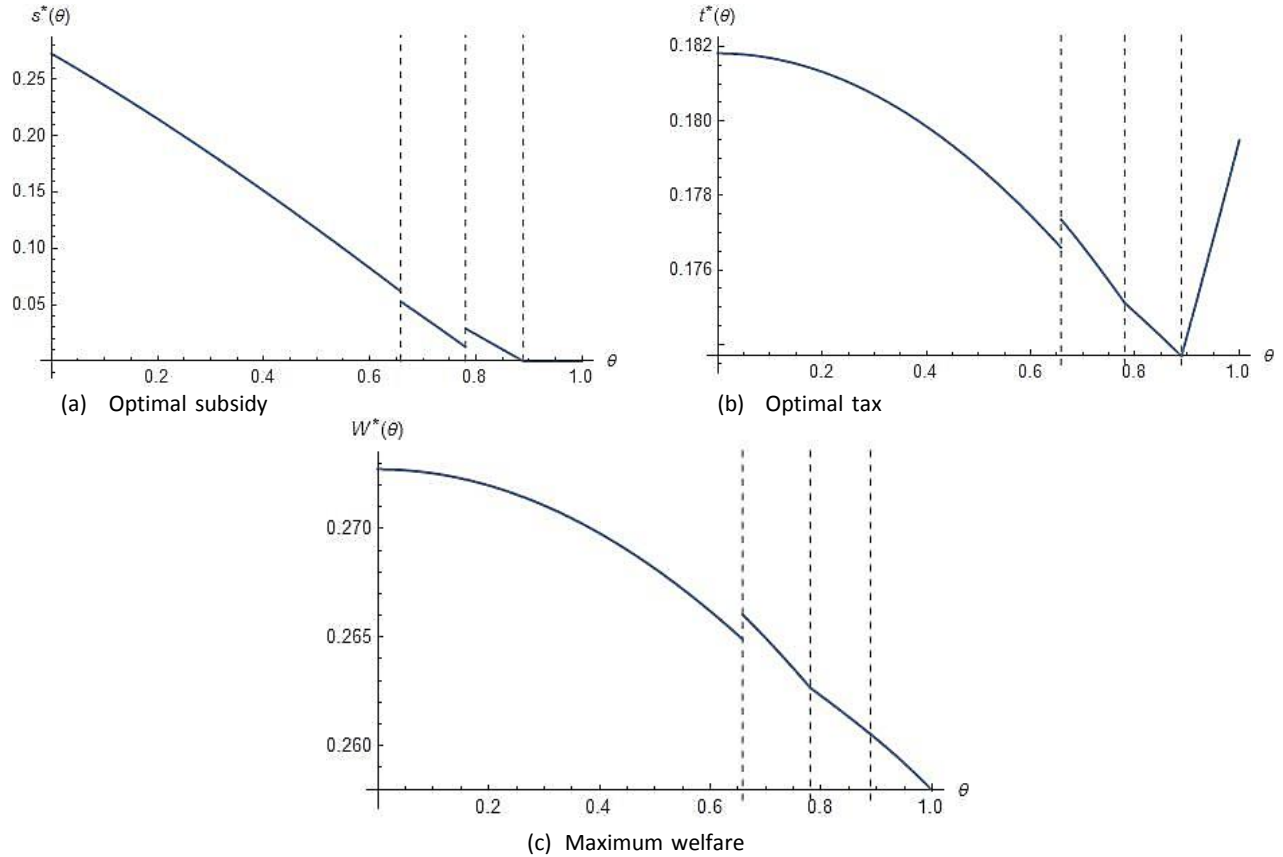 s*(θ)
0.25
0.20
0.15
0.10
0.05
0.2 0.4 0.6 0.8 1.0 θ
(a) Optimal subsidy
t*(θ)
0.182
0.180
0.178
0.176
0.2 0.4 0.6 0.8 1.0 θ
(b) Optimal tax
W*(θ)
0.270
0.265
0.260
0.2 0.4 0.6 0.8 1.0 θ
(c) Maximum welfare